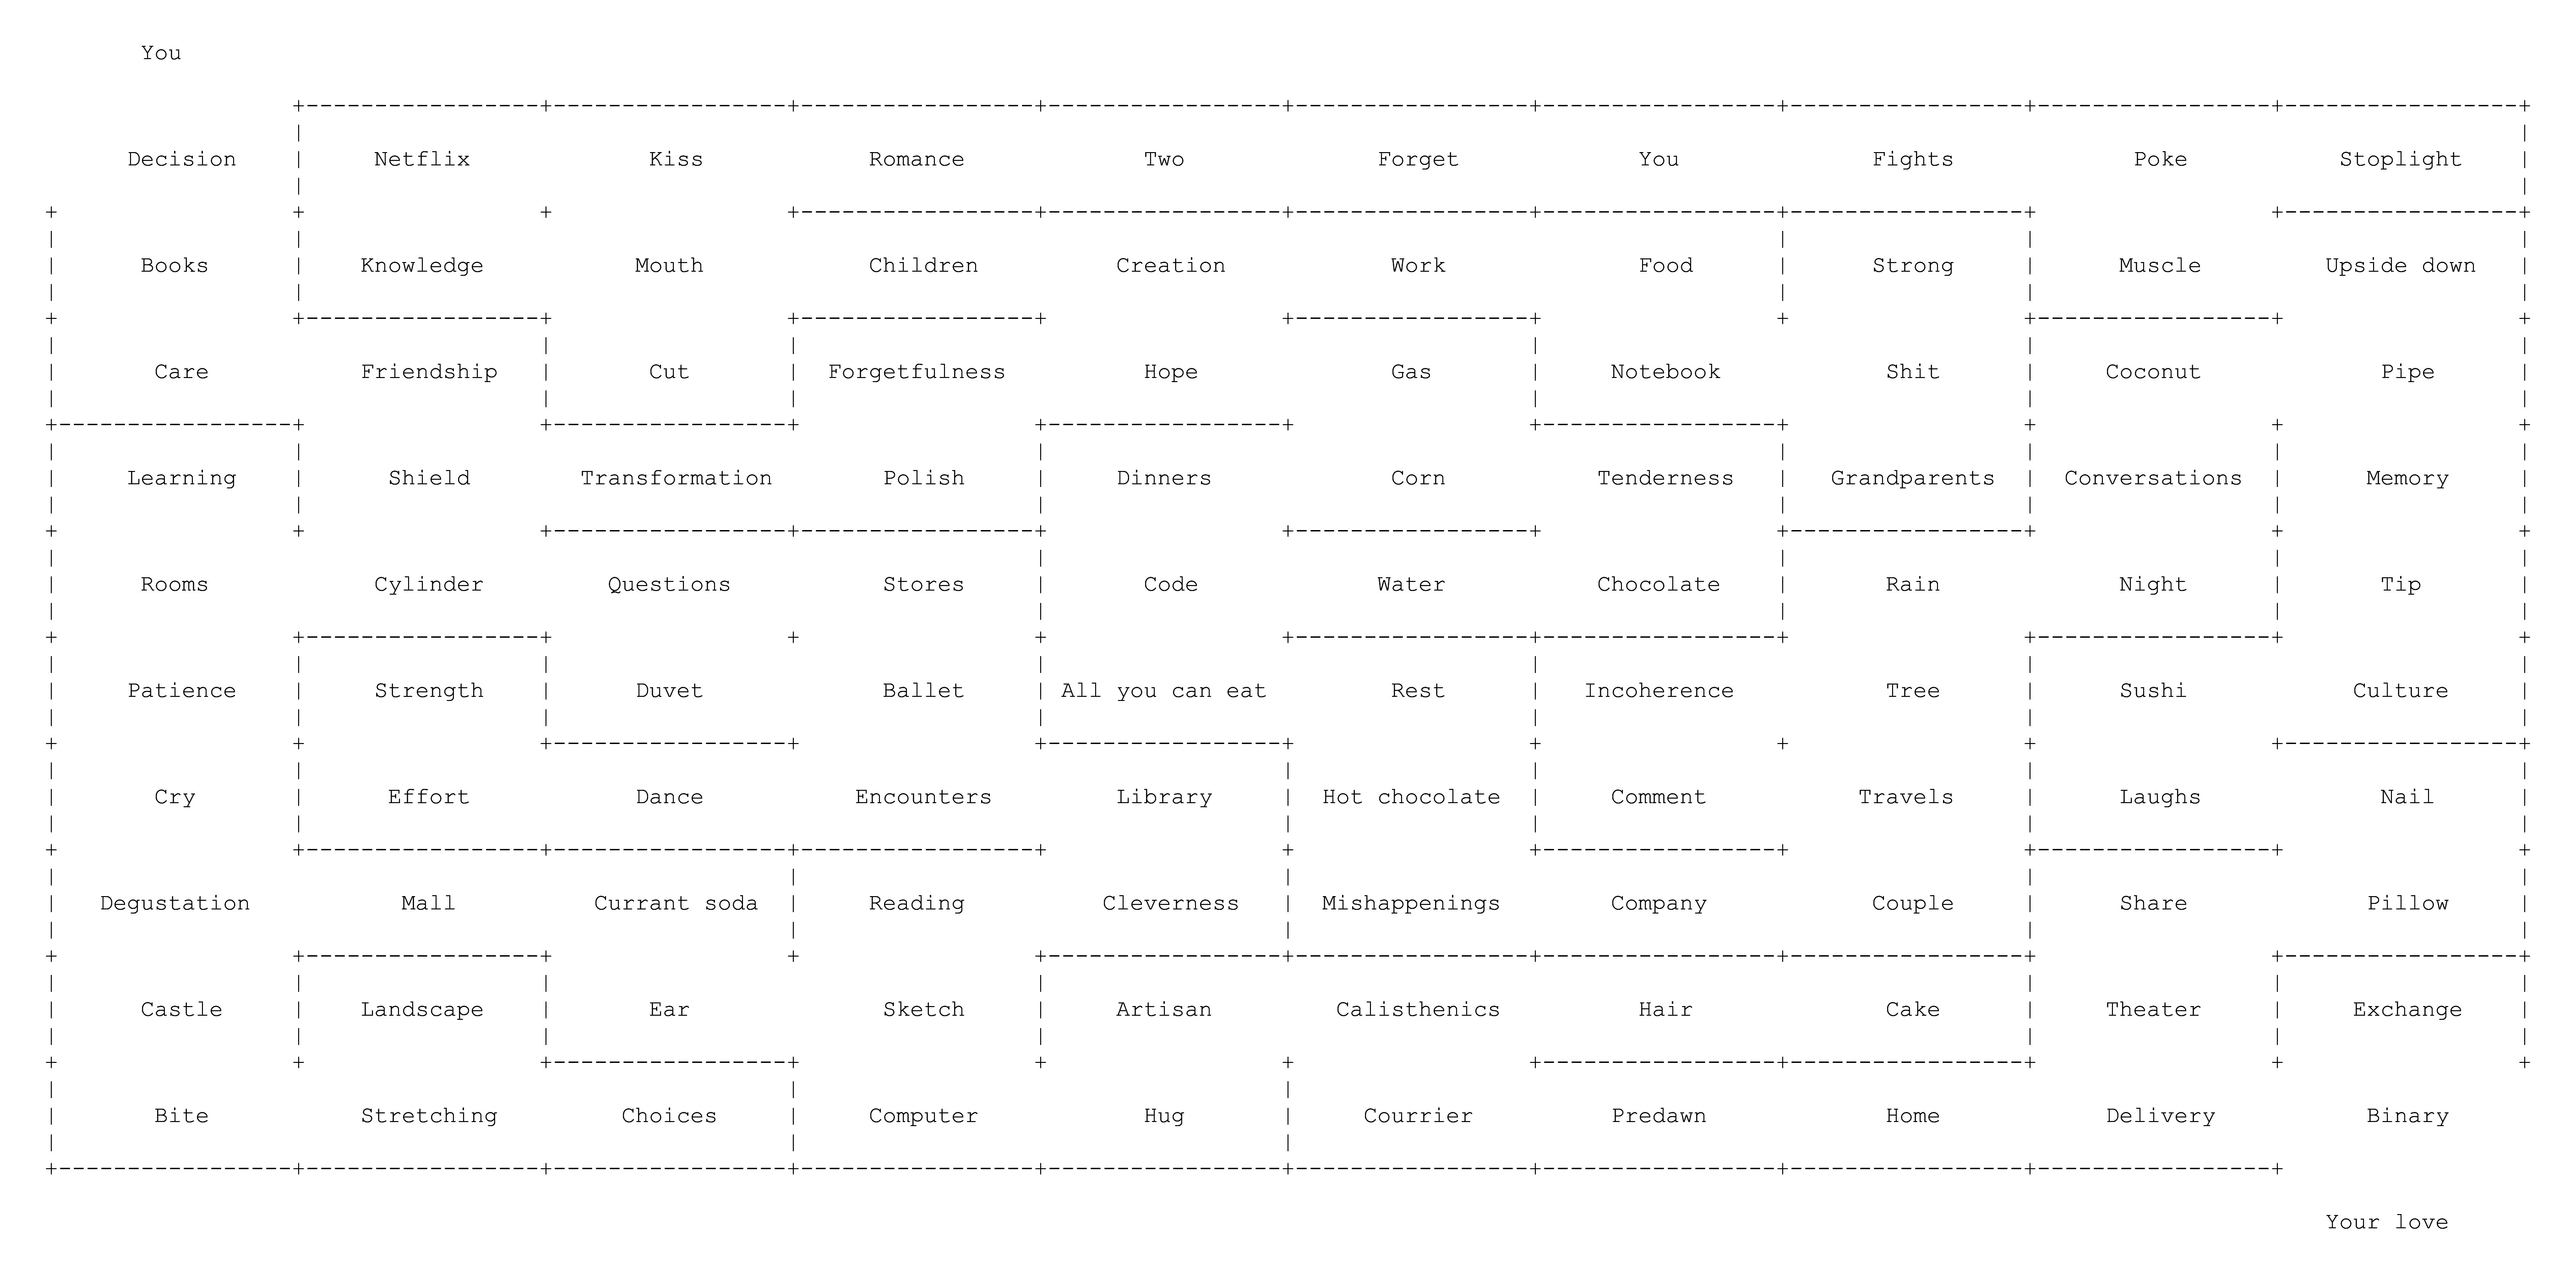 You
Decision Netflix Kiss Romance Two Forget You Fights Poke Stoplight
Books Knowledge Mouth Children Creation Work Food Strong Muscle Upside down
Care Friendship Cut Forgetfulness Hope Gas Notebook Shit Coconut Pipe
Learning Shield Transformation Polish Dinners Corn Tenderness Grandparents Conversations Memory
Rooms Cylinder Questions Stores Code Water Chocolate Rain Night Tip
Patience Strength Duvet Ballet All you can eat Rest Incoherence Tree Sushi Culture
Cry Effort Dance Encounters Library Hot chocolate Comment Travels Laughs Nail
Degustation Mall Currant soda Reading Cleverness Mishappenings Company Couple Share Pillow
Castle Landscape Ear Sketch Artisan Calisthenics Hair Cake Theater Exchange
Bite Stretching Choices Computer Hug Courrier Predawn Home Delivery Binary
Your love